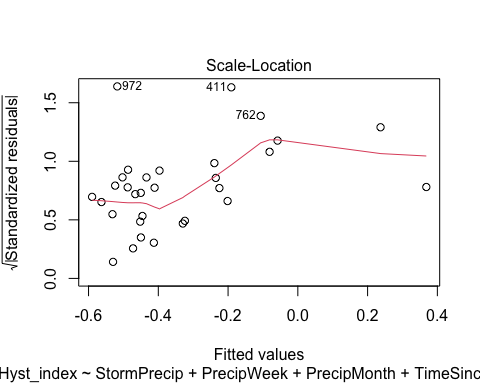 Scale-Location
√|Standardized residuals|
1.5
1.0
0.5
0.0
972
411
762
-0.6 -0.4 -0.2 0.0 0.2 0.4
Fitted values
Hyst_index ~ StormPrecip + PrecipWeek + PrecipMonth + TimeSinc